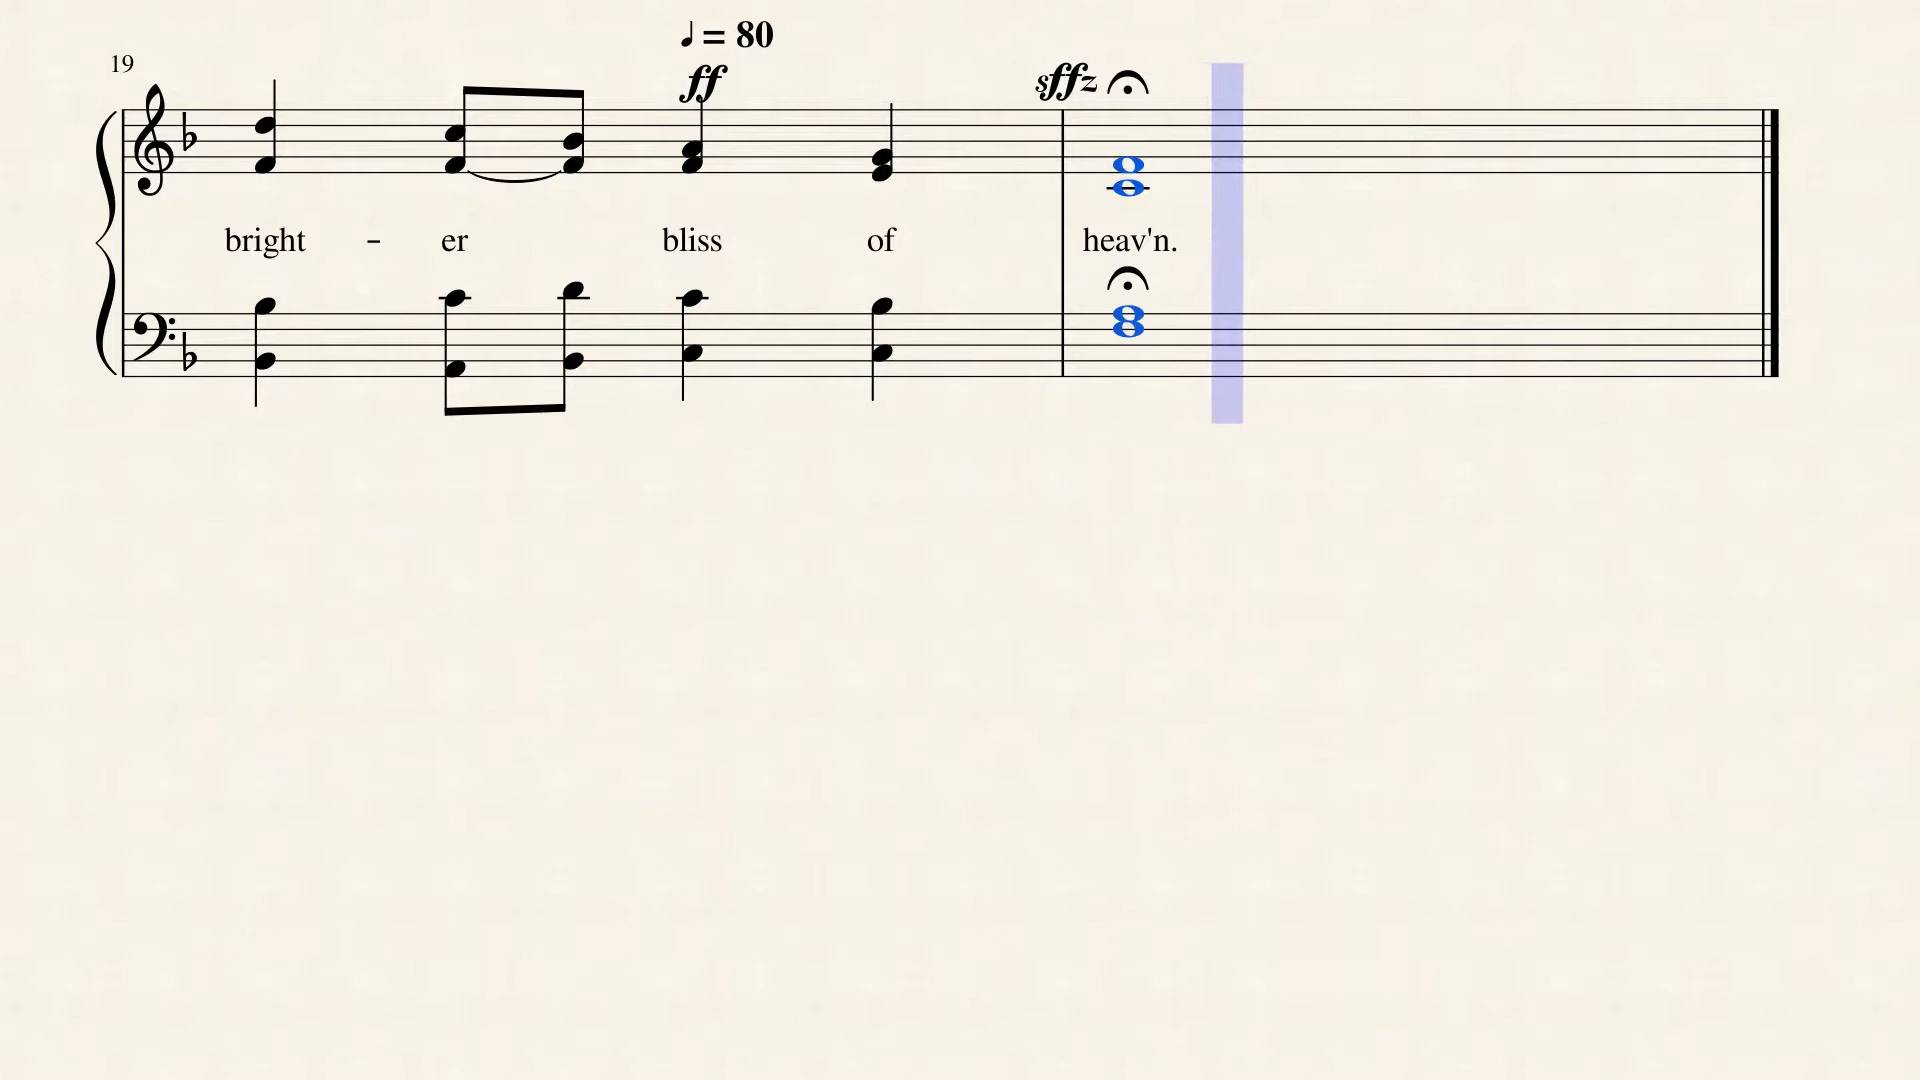 ♩ = 80
19
ff
sffz
bright - er bliss of heav'n.